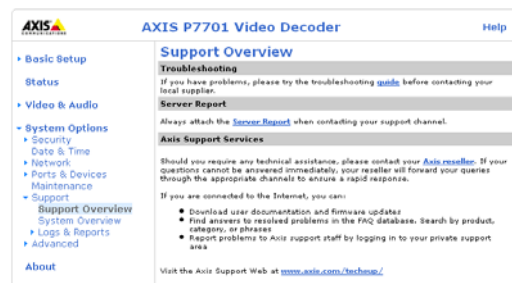 AXIS
COMMUNICATIONS
AXIS P7701 Video Decoder
Help
Basic Setup
Status
Video & Audio
System Options
Security
Date & Time
Network
Ports & Devices
Maintenance
Support
Support Overview
System Overview
Logs & Reports
Advanced
About
Support Overview
Troubleshooting
If you have problems, please try the troubleshooting guide before contacting your
local supplier.
Server Report
Always attach the Server Report when contacting your support channel.
Axis Support Services
Should you require any technical assistance, please contact your Axis reseller. If your
questions cannot be answered immediately, your reseller will forward your queries
through the appropriate channels to ensure a rapid response.
If you are connected to the Internet, you can:
Download user documentation and firmware updates
Find answers to resolved problems in the FAQ database. Search by product,
category, or phrases
Report problems to Axis support staff by logging in to your private support
area
Visit the Axis Support Web at www.axis.com/techsup/